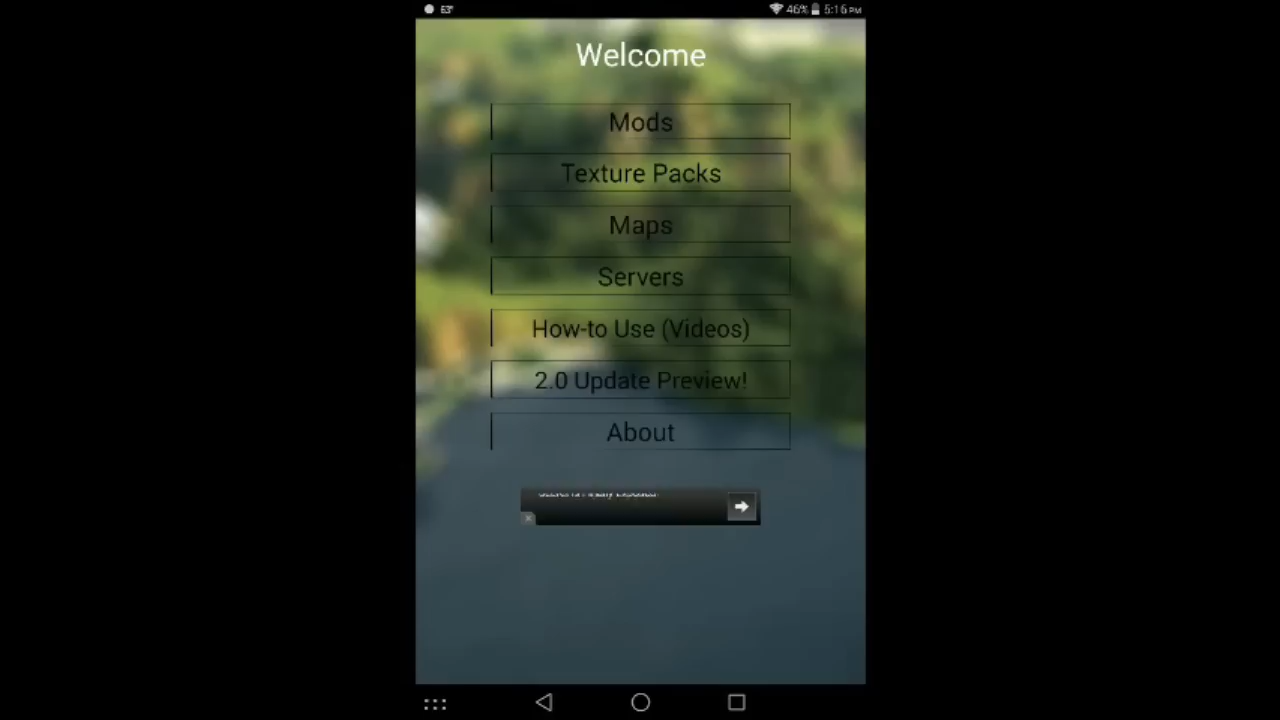 63°
46% 5:16 PM
Welcome
Mods
Texture Packs
Maps
Servers
How-to Use (Videos)
2.0 Update Preview!
About